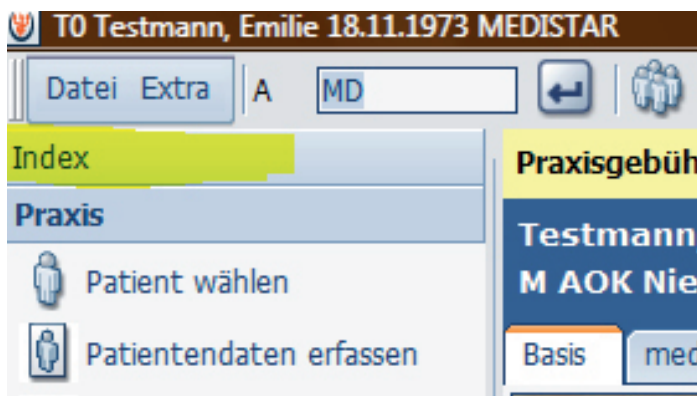 T0 Testmann, Emilie 18.11.1973 MEDISTAR
Datei Extra A MD
Index
Praxis
Patient wählen
Patientendaten erfassen
Praxisgebüh
Testmann
M AOK Nie
Basis med